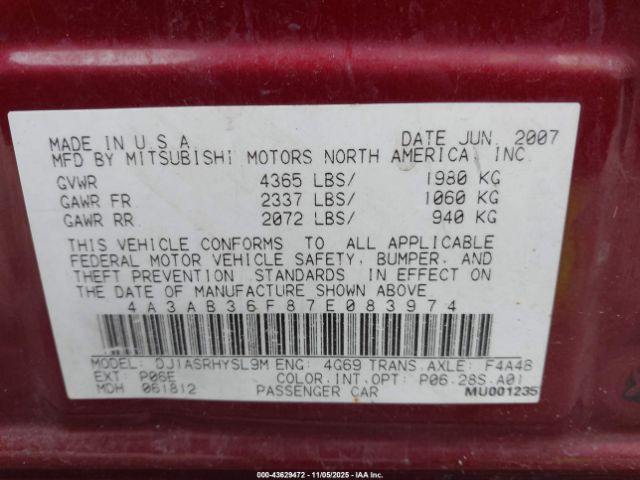 MADE IN U S A DATE JUN. 2007
MFD BY MITSUBISHI MOTORS NORTH AMERICA, INC.
GVWR 4365 LBS/ 1980 KG
GAWR FR 2337 LBS/ 1060 KG
GAWR RR 2072 LBS/ 940 KG
THIS VEHICLE CONFORMS TO ALL APPLICABLE
FEDERAL MOTOR VEHICLE SAFETY, BUMPER, AND
THEFT PREVENTION STANDARDS IN EFFECT ON
THE DATE OF MANUFACTURE SHOWN ABOVE
4A3AB36F87E083974
MODEL: DJ1ASRHYSL9M ENG: 4G69 TRANS.AXLE: F4A48
EXT: P06E COLOR.INT.OPT: P06.28S.A01
MDH 061812 PASSENGER CAR MU001235
000-43629472 - 11/05/2025 - IAA Inc.